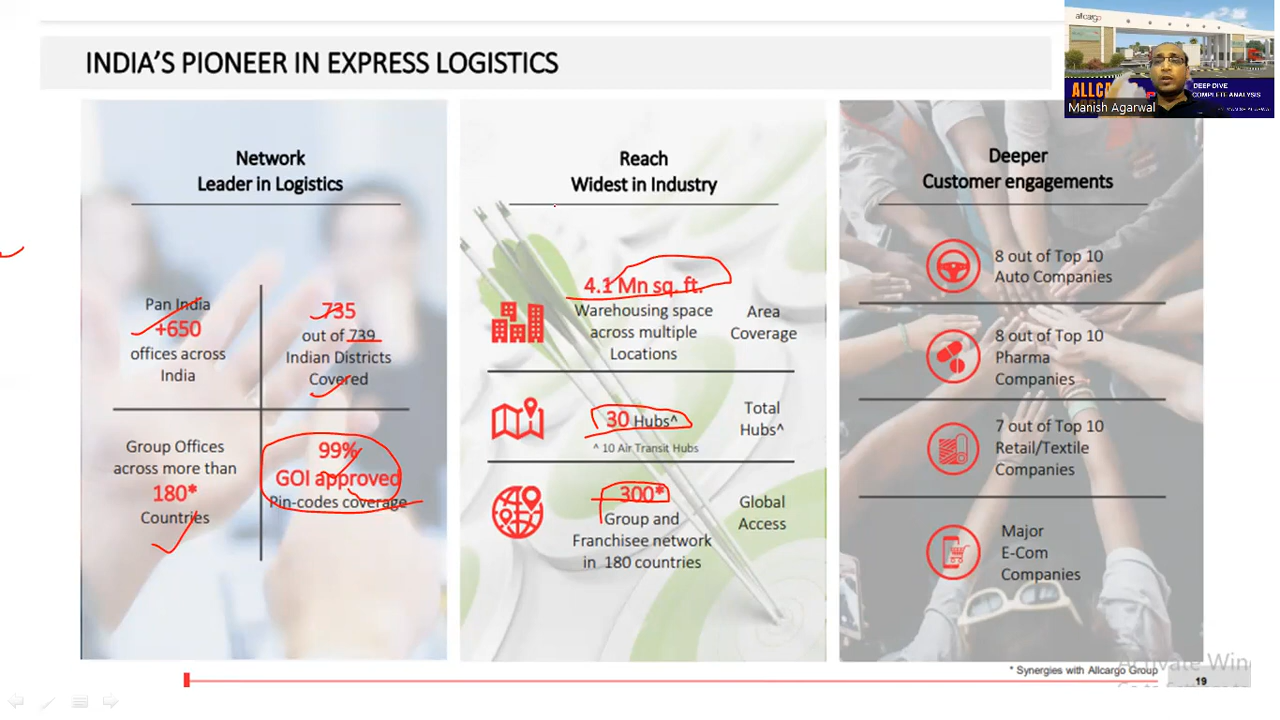 INDIA'S PIONEER IN EXPRESS LOGISTICS
allcargo
DEEP DIVE
COMPLETE ANALYSIS
Manish Agarwal
Network
Leader in Logistics
Pan India
+650
offices across
India
735
out of 739
Indian Districts
Covered
Group Offices
across more than
180*
Countries
99%
GOI approved
Pin-codes coverage
Reach
Widest in Industry
4.1 Mn sq. ft.
Warehousing space
across multiple
Locations
Area
Coverage
30 Hubs^
^ 10 Air Transit Hubs
Total
Hubs^
300*
Group and
Franchisee network
in 180 countries
Global
Access
Deeper
Customer engagements
8 out of Top 10
Auto Companies
8 out of Top 10
Pharma
Companies
7 out of Top 10
Retail/Textile
Companies
Major
E-Com
Companies
* Synergies with Allcargo Group
19